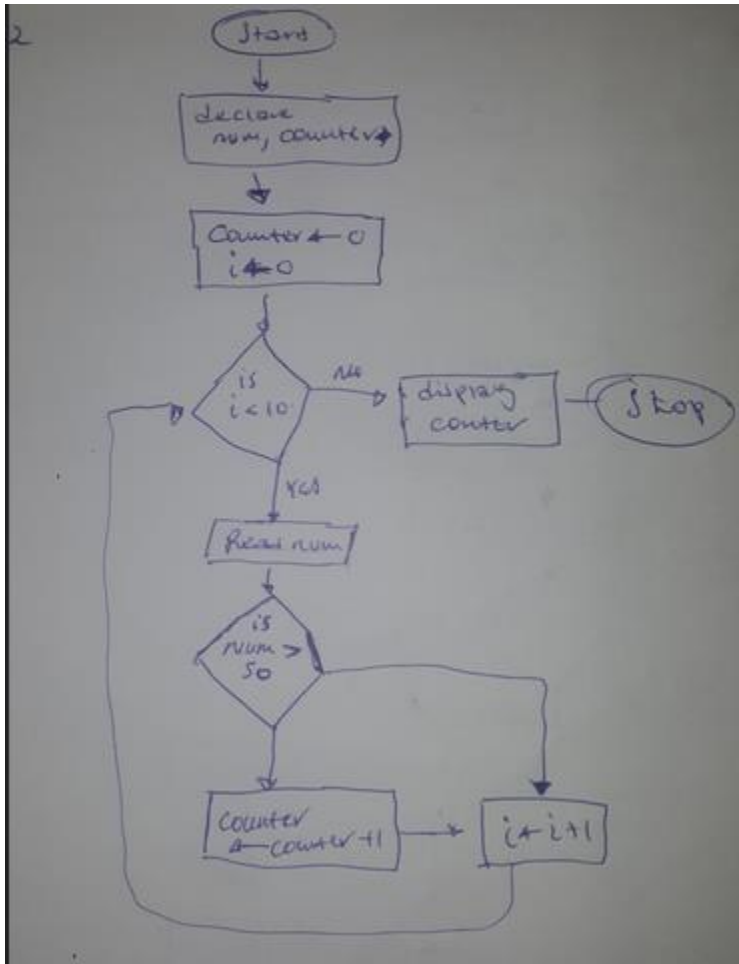 2
Start
declare
num, counter
Counter ← 0
i ← 0
is
i < 10
No
display
conter
Stop
Yes
Read num
is
Num >
50
Counter
← counter +1
i ← i+1